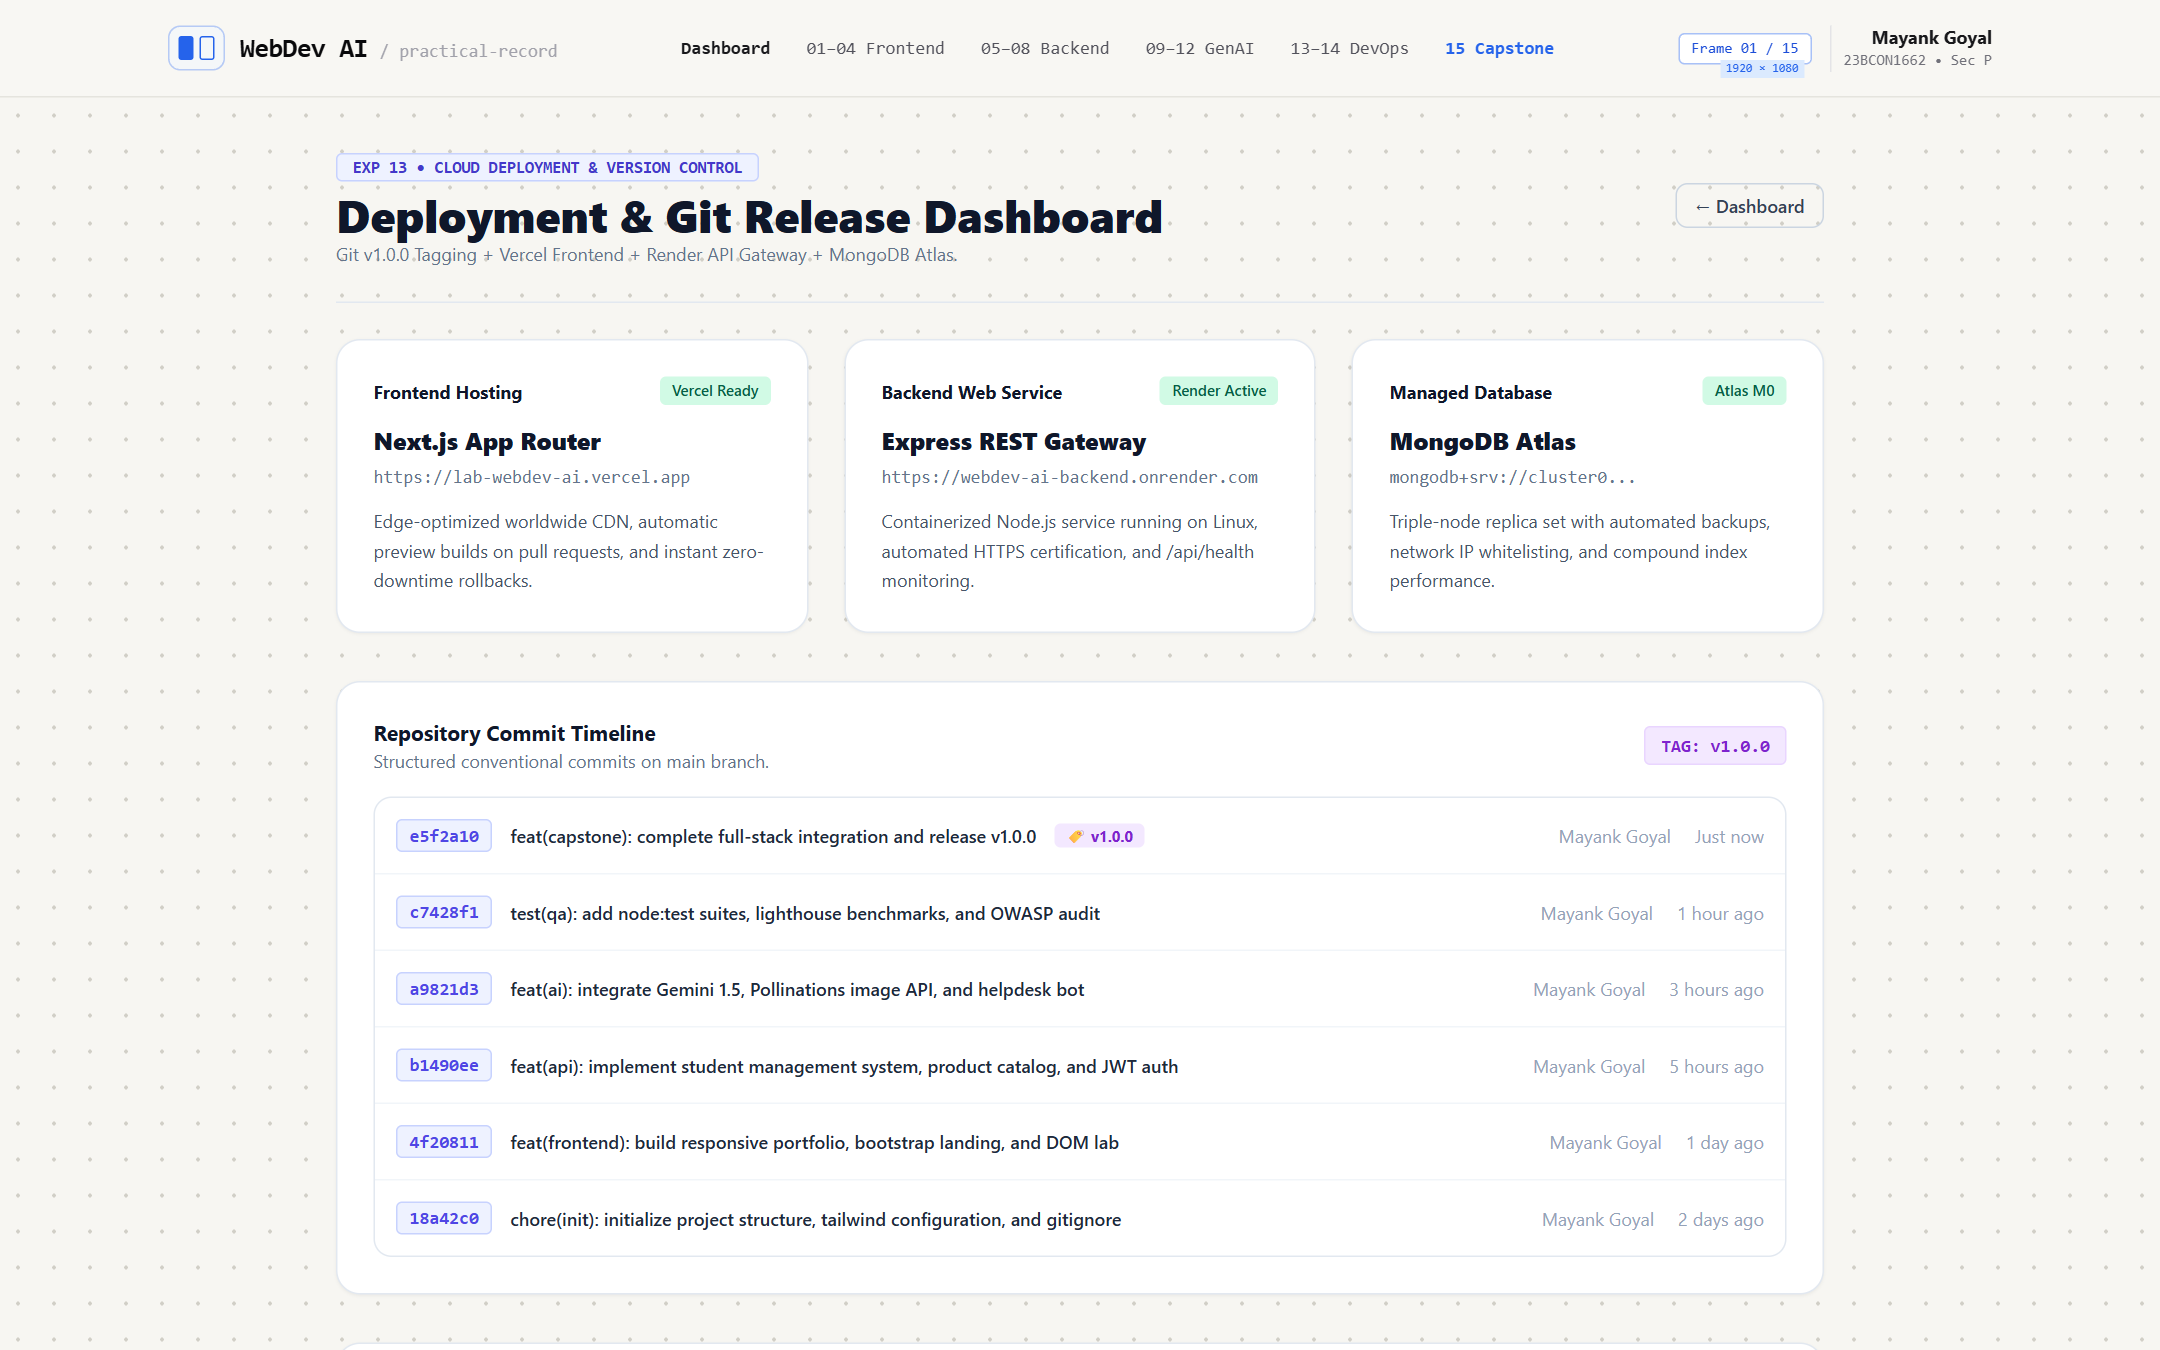 WebDev AI / practical-record
Dashboard
01–04 Frontend
05–08 Backend
09–12 GenAI
13–14 DevOps
15 Capstone
Frame 01 / 15
1920 × 1080
Mayank Goyal
23BCON1662 • Sec P
EXP 13 • CLOUD DEPLOYMENT & VERSION CONTROL
Deployment & Git Release Dashboard
Git v1.0.0 Tagging + Vercel Frontend + Render API Gateway + MongoDB Atlas.
← Dashboard
Frontend Hosting
Vercel Ready
Next.js App Router
https://lab-webdev-ai.vercel.app
Edge-optimized worldwide CDN, automatic
preview builds on pull requests, and instant zero-
downtime rollbacks.
Backend Web Service
Render Active
Express REST Gateway
https://webdev-ai-backend.onrender.com
Containerized Node.js service running on Linux,
automated HTTPS certification, and /api/health
monitoring.
Managed Database
Atlas M0
MongoDB Atlas
mongodb+srv://cluster0...
Triple-node replica set with automated backups,
network IP whitelisting, and compound index
performance.
Repository Commit Timeline
Structured conventional commits on main branch.
TAG: v1.0.0
e5f2a10 feat(capstone): complete full-stack integration and release v1.0.0 🏷️ v1.0.0 Mayank Goyal Just now
c7428f1 test(qa): add node:test suites, lighthouse benchmarks, and OWASP audit Mayank Goyal 1 hour ago
a9821d3 feat(ai): integrate Gemini 1.5, Pollinations image API, and helpdesk bot Mayank Goyal 3 hours ago
b1490ee feat(api): implement student management system, product catalog, and JWT auth Mayank Goyal 5 hours ago
4f20811 feat(frontend): build responsive portfolio, bootstrap landing, and DOM lab Mayank Goyal 1 day ago
18a42c0 chore(init): initialize project structure, tailwind configuration, and gitignore Mayank Goyal 2 days ago